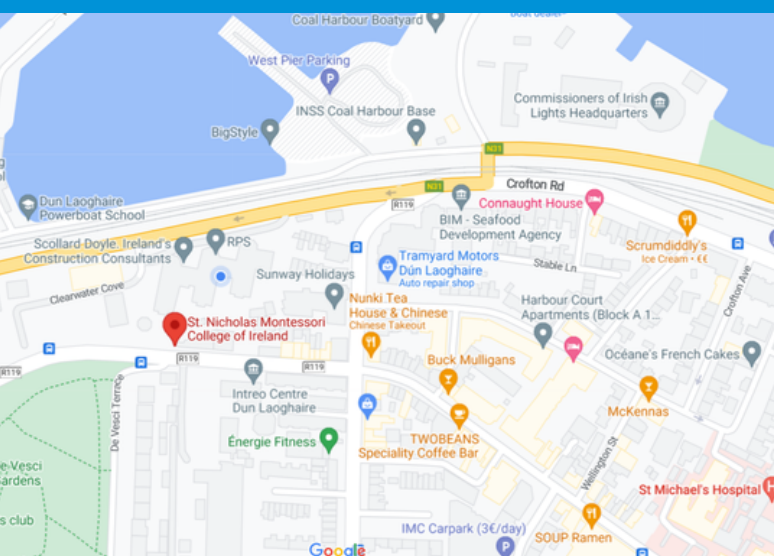 Coal Harbour Boatyard
Boat dealer
West Pier Parking
P
INSS Coal Harbour Base
Commissioners of Irish
Lights Headquarters
BigStyle
N31
N31
Crofton Rd
Dun Laoghaire
Powerboat School
R119
Connaught House
BIM - Seafood
Development Agency
Scollard Doyle. Ireland's
Construction Consultants
RPS
Scrumdiddly's
Ice Cream • €€
Tramyard Motors
Dún Laoghaire
Auto repair shop
Stable Ln
Sunway Holidays
Clearwater Cove
Crofton Ave
Nunki Tea
House & Chinese
Chinese Takeout
Harbour Court
Apartments (Block A 1...
St. Nicholas Montessori
College of Ireland
R119
R119
R119
Buck Mulligans
Océane's French Cakes
Intreo Centre
Dun Laoghaire
De Vesci Terrace
McKennas
Énergie Fitness
TWOBEANS
Speciality Coffee Bar
e Vesci
Gardens
Wellington St
St Michael's Hospital
H
s club
IMC Carpark (3€/day)
P
SOUP Ramen
Google